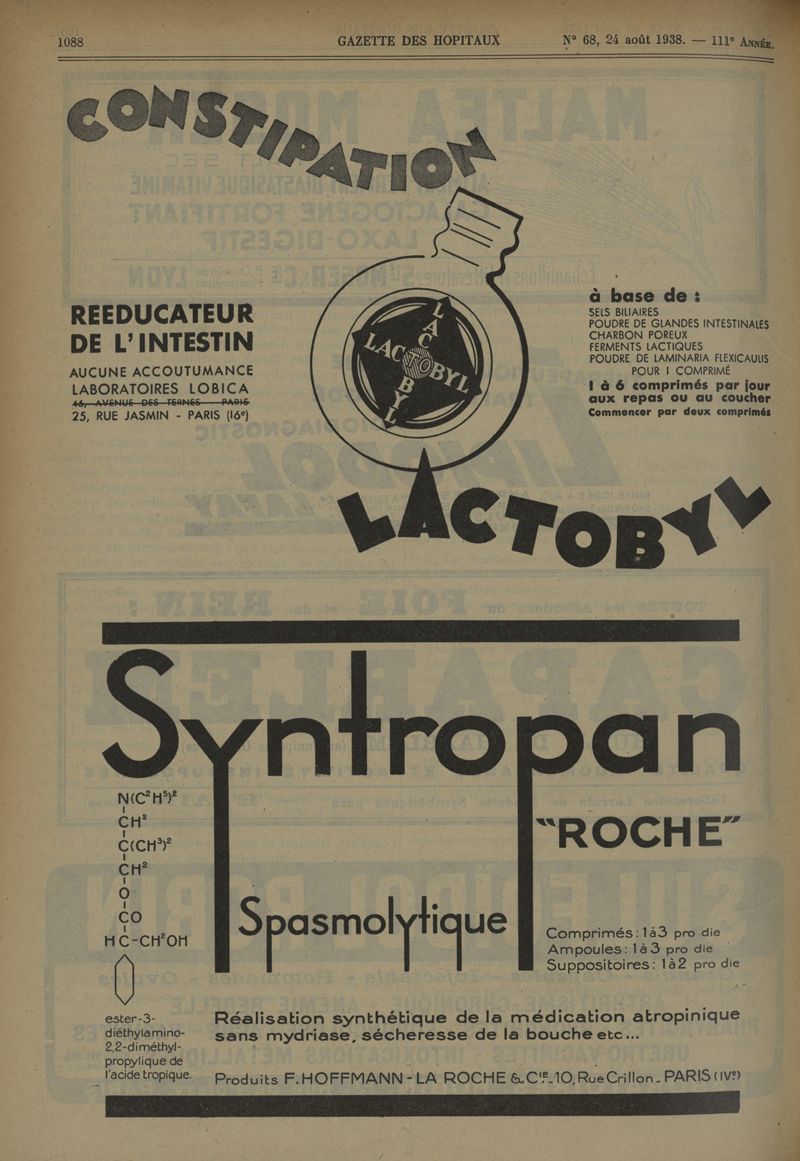 1088 GAZETTE DES HOPITAUX N° 68, 24 août 1938. — 111e ANNÉE.
CONSTIPATION
REEDUCATEUR
DE L'INTESTIN
AUCUNE ACCOUTUMANCE
LABORATOIRES LOBICA
46, AVENUE DES TERNES - PARIS
25, RUE JASMIN - PARIS (16e)
LACTOBYL
LACTOBYL
à base de :
SELS BILIAIRES
POUDRE DE GLANDES INTESTINALES
CHARBON POREUX
FERMENTS LACTIQUES
POUDRE DE LAMINARIA FLEXICAULIS
POUR 1 COMPRIMÉ
1 à 6 comprimés par jour
aux repas ou au coucher
Commencer par deux comprimés
LACTOBYL
Syntropan
"ROCHE"
N(C²H⁵)²
CH²
C(CH³)²
CH²
O
CO
HC-CH²OH
Spasmolytique
Comprimés: 1à3 pro die
Ampoules: 1à3 pro die
Suppositoires: 1à2 pro die
ester-3-
diéthylamino-
2,2-diméthyl-
propylique de
l'acide tropique.
Réalisation synthétique de la médication atropinique
sans mydriase, sécheresse de la bouche etc...
Produits F. HOFFMANN-LA ROCHE & CIE-10, Rue Crillon. PARIS (IVe)